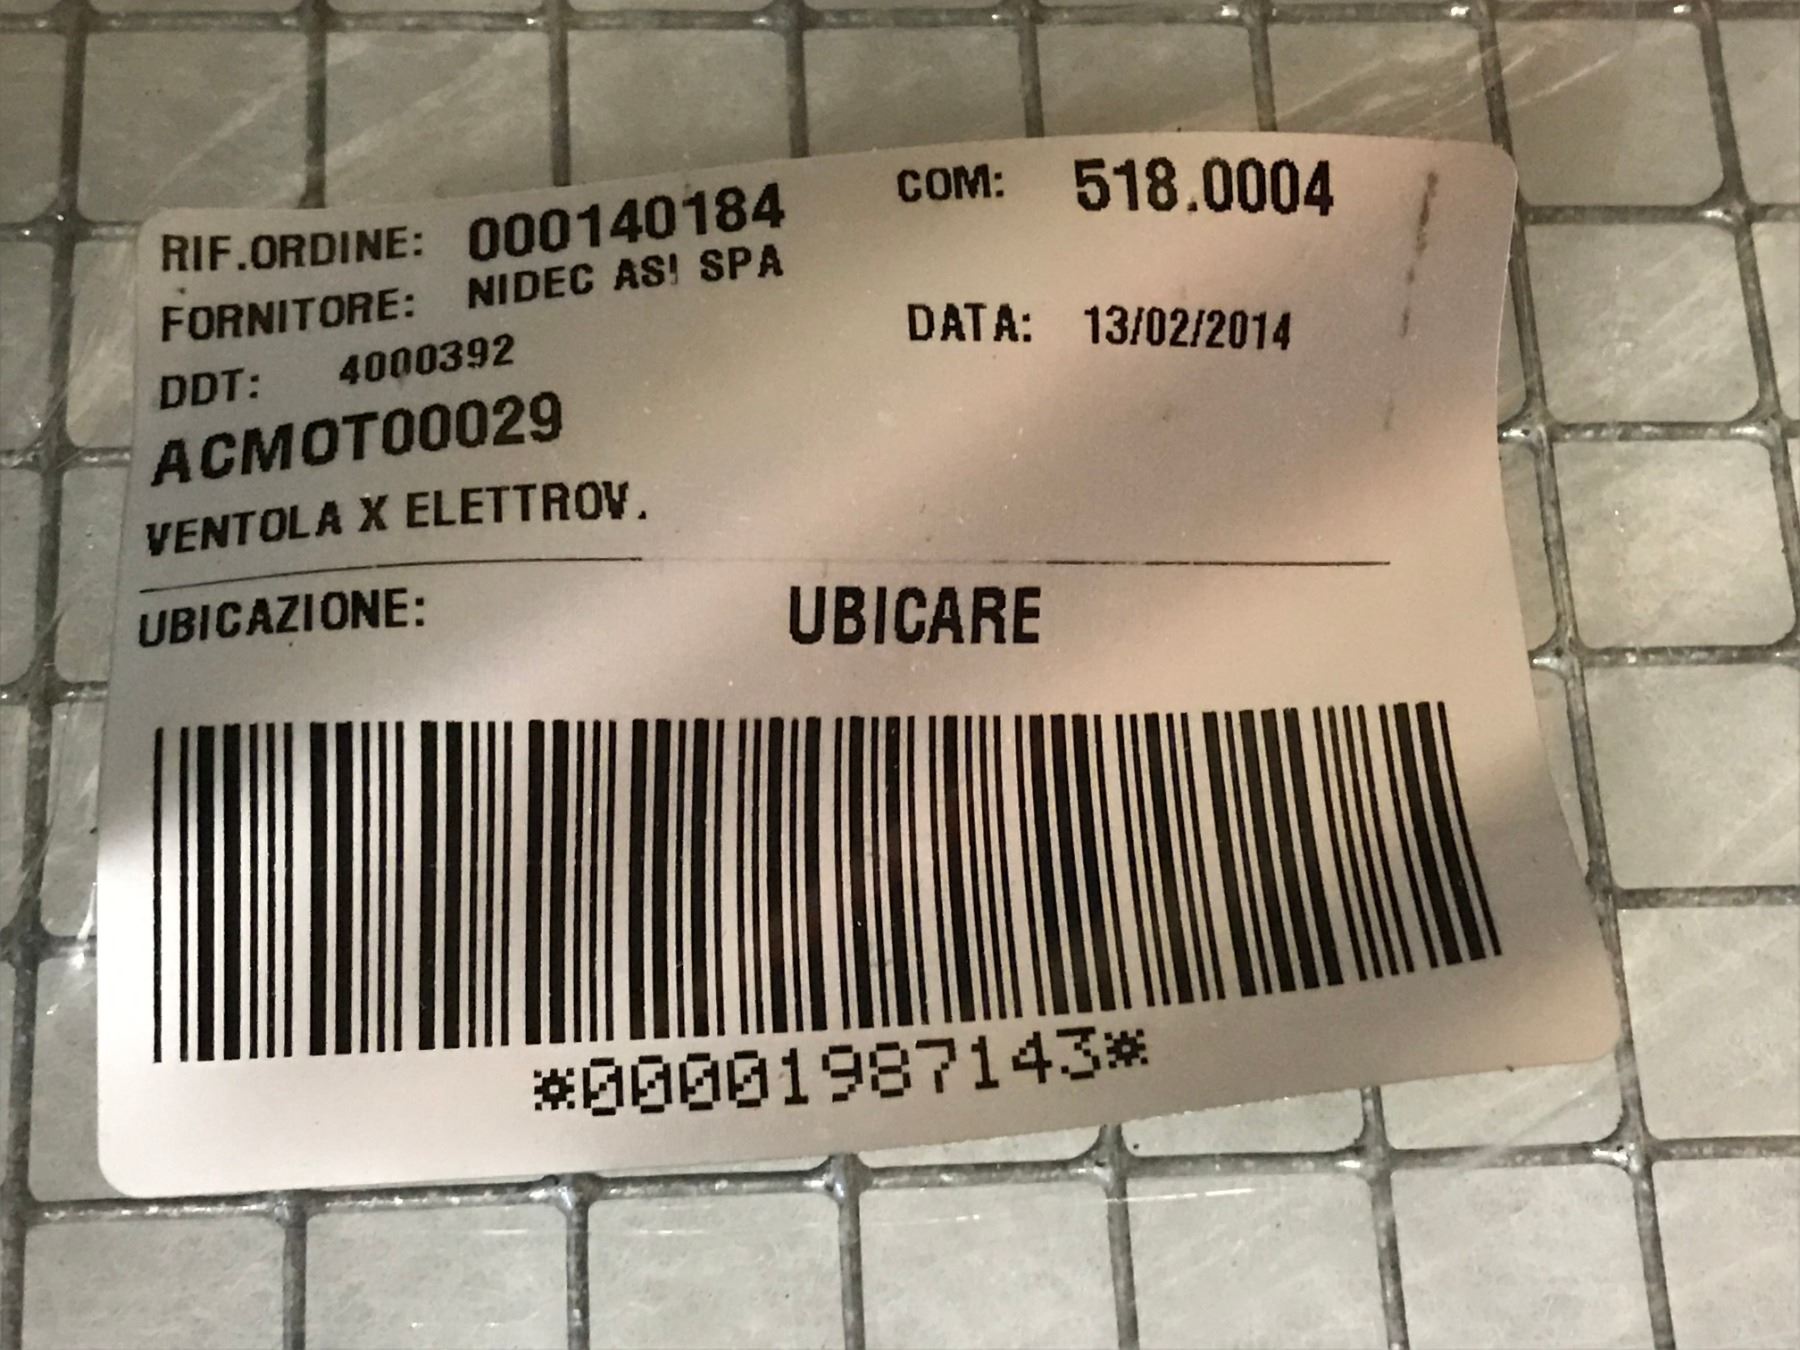 RIF.ORDINE: 000140184 COM: 518.0004
FORNITORE: NIDEC ASI SPA
DDT: 4000392 DATA: 13/02/2014
ACMOT00029
VENTOLA X ELETTROV.
UBICAZIONE: UBICARE
*00001987143*